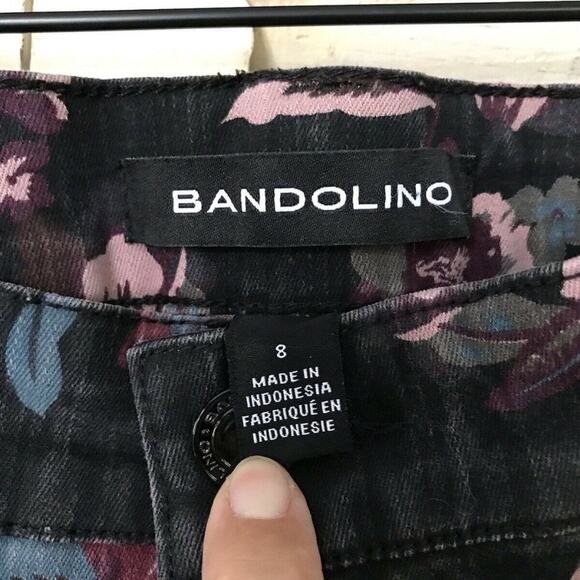 BANDOLINO
8
MADE IN
INDONESIA
FABRIQUÉ EN
INDONESIE